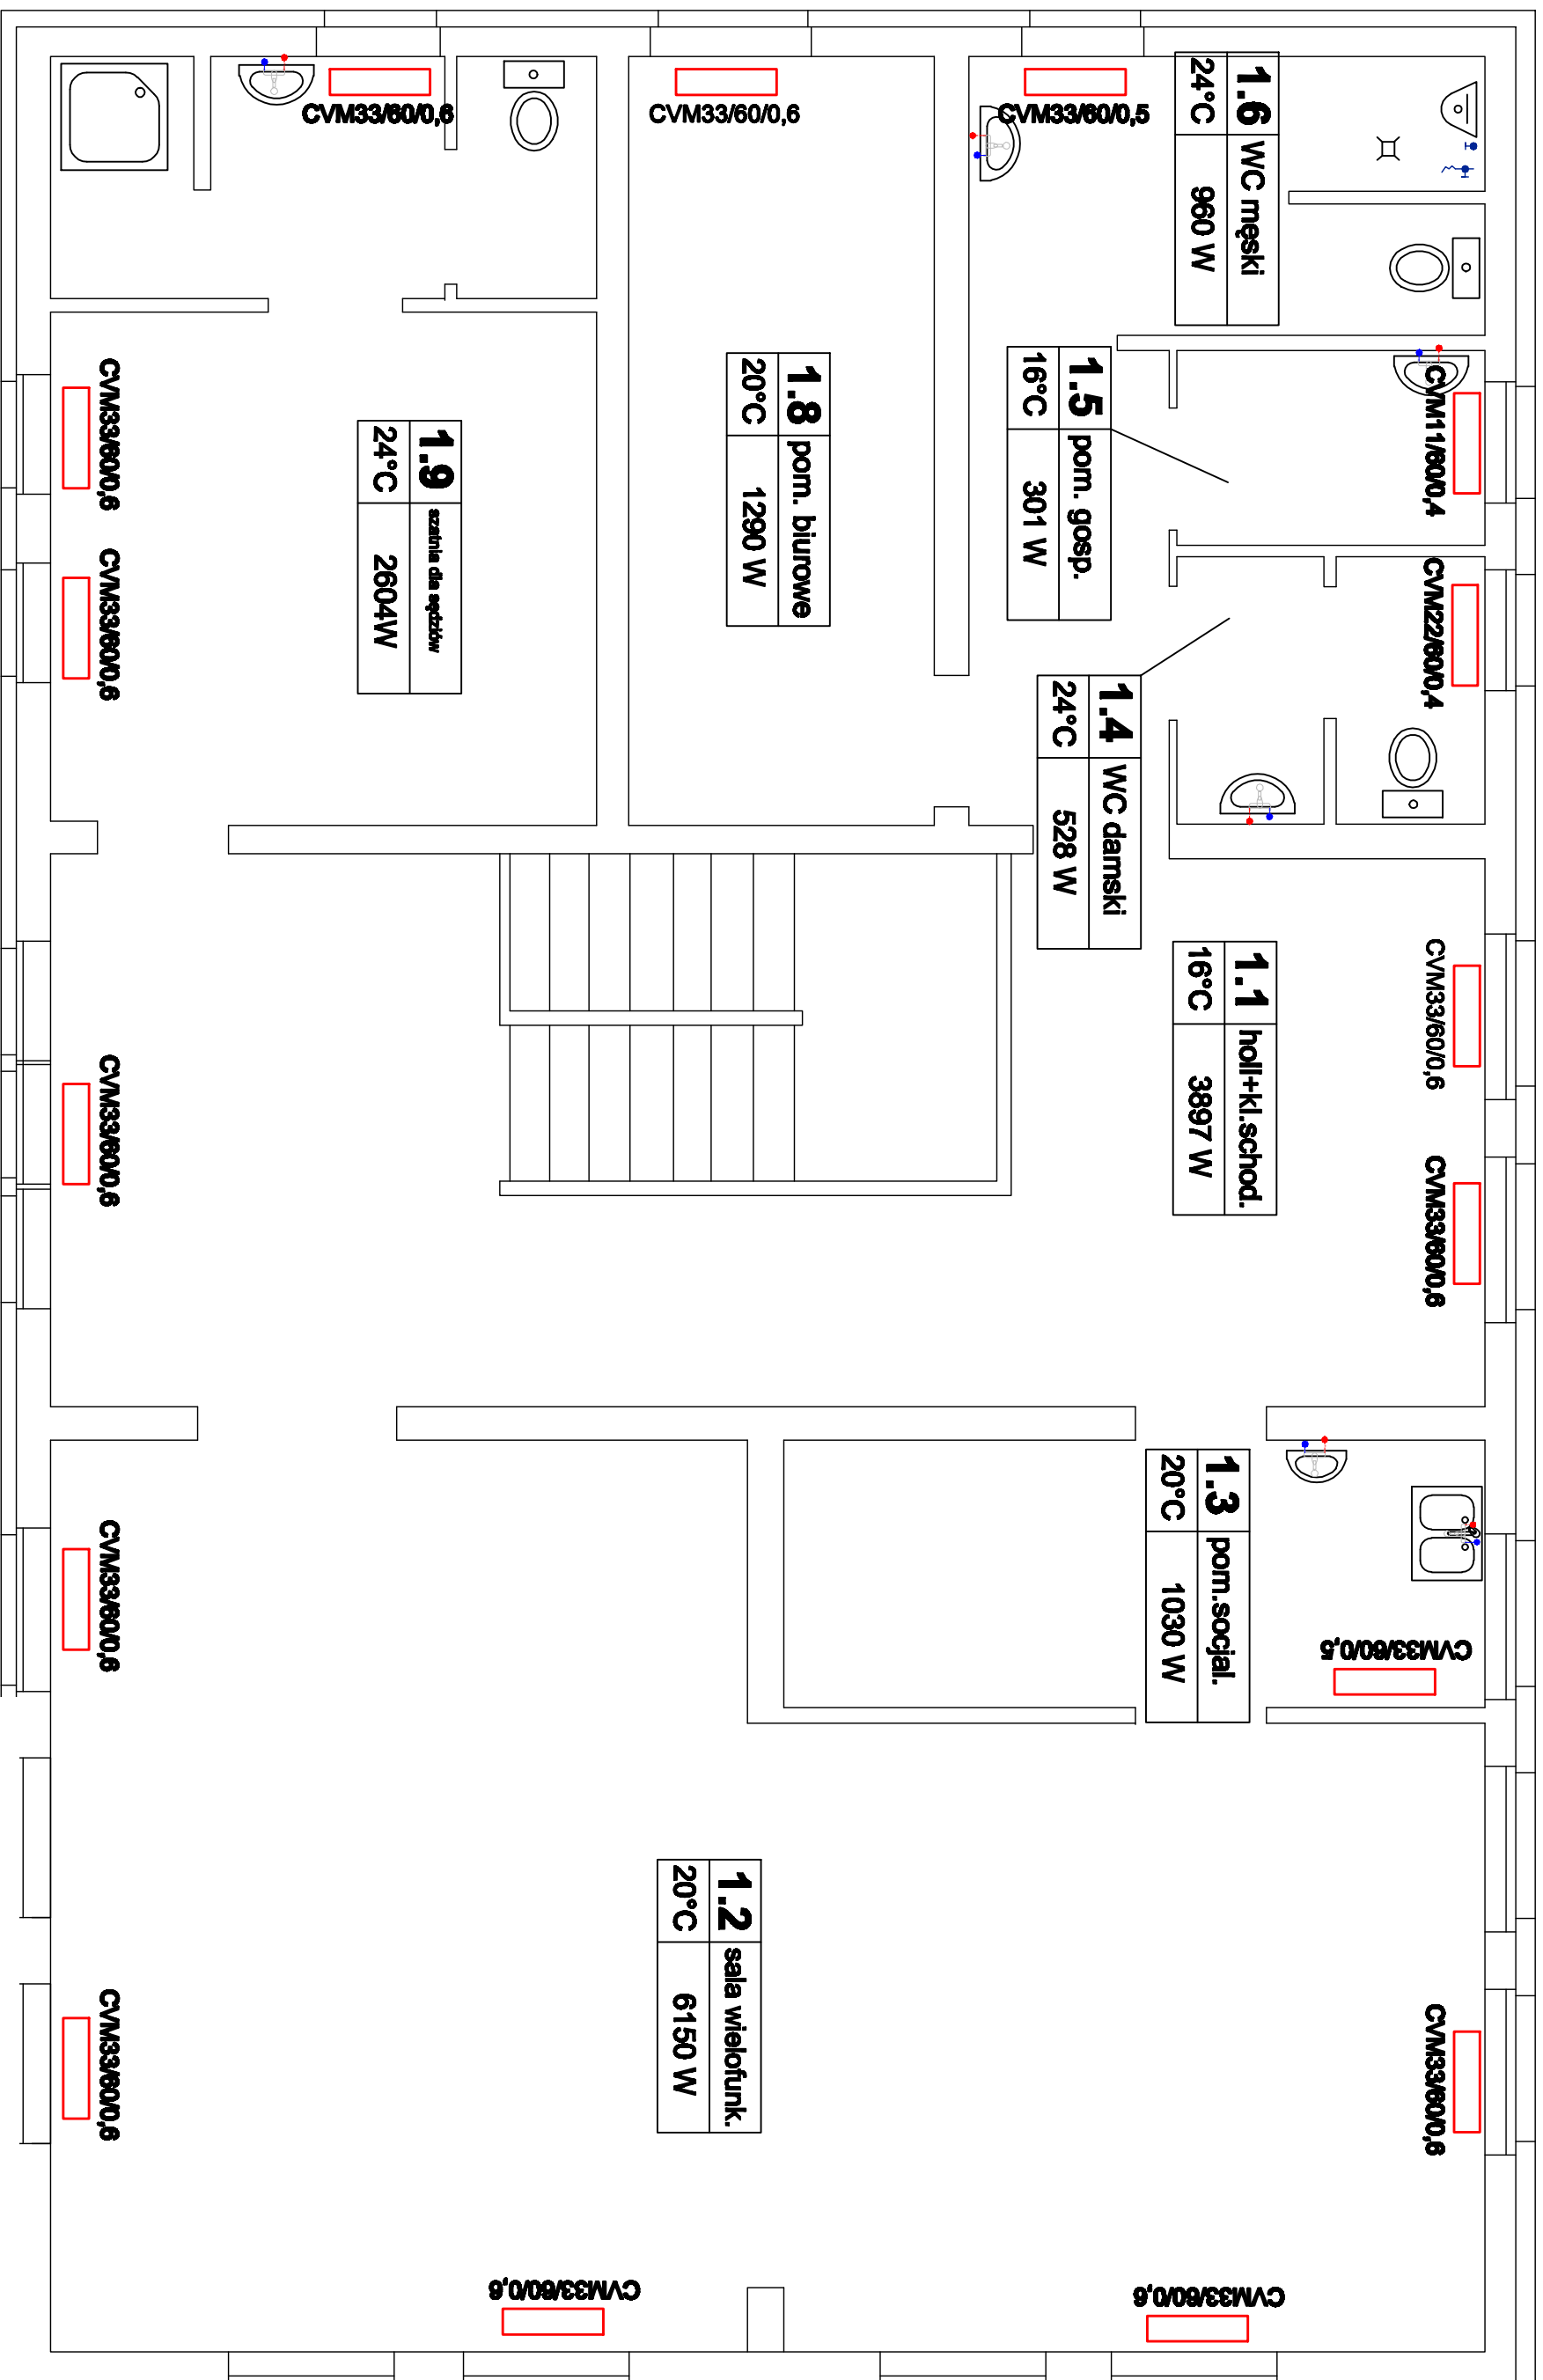 CVM33/60/0,6
CVM33/60/0,6
CVM33/60/0,5
1.6 WC męski
24°C 960 W
1.5 pom. gosp.
16°C 301 W
1.8 pom. biurowe
20°C 1290 W
1.9 szatnia dla sędziów
24°C 2604W
CVM33/60/0,6
CVM33/60/0,6
CVM11/60/0,4
CVM22/60/0,4
1.4 WC damski
24°C 528 W
1.1 holl+kl.schod.
16°C 3897 W
CVM33/60/0,6
CVM33/60/0,6
CVM33/60/0,6
1.3 pom.socjal.
20°C 1030 W
CVM33/60/0,5
CVM33/60/0,6
1.2 sala wielofunk.
20°C 6150 W
CVM33/60/0,6
CVM33/60/0,6
CVM33/60/0,6
CVM33/60/0,6